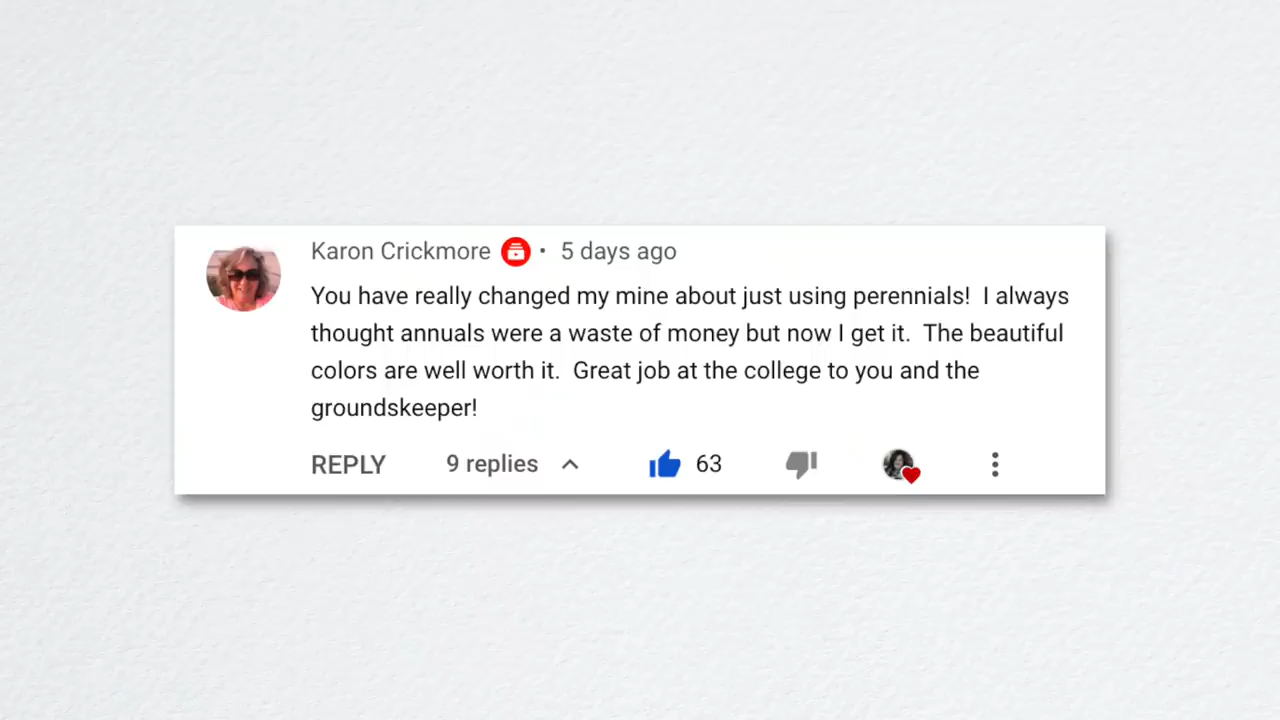 Karon Crickmore • 5 days ago
You have really changed my mine about just using perennials!  I always
thought annuals were a waste of money but now I get it.  The beautiful
colors are well worth it.  Great job at the college to you and the
groundskeeper!
REPLY 9 replies 63